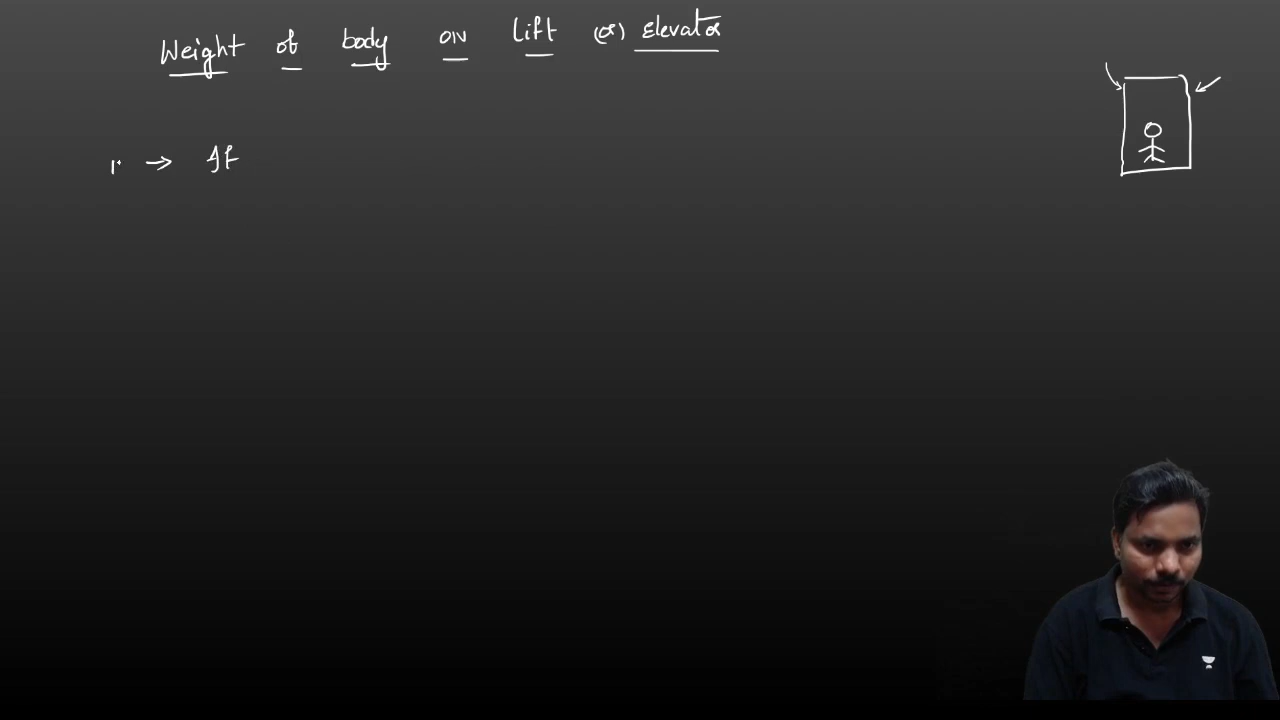 Weight of body on Lift (or) Elevator
1. → If